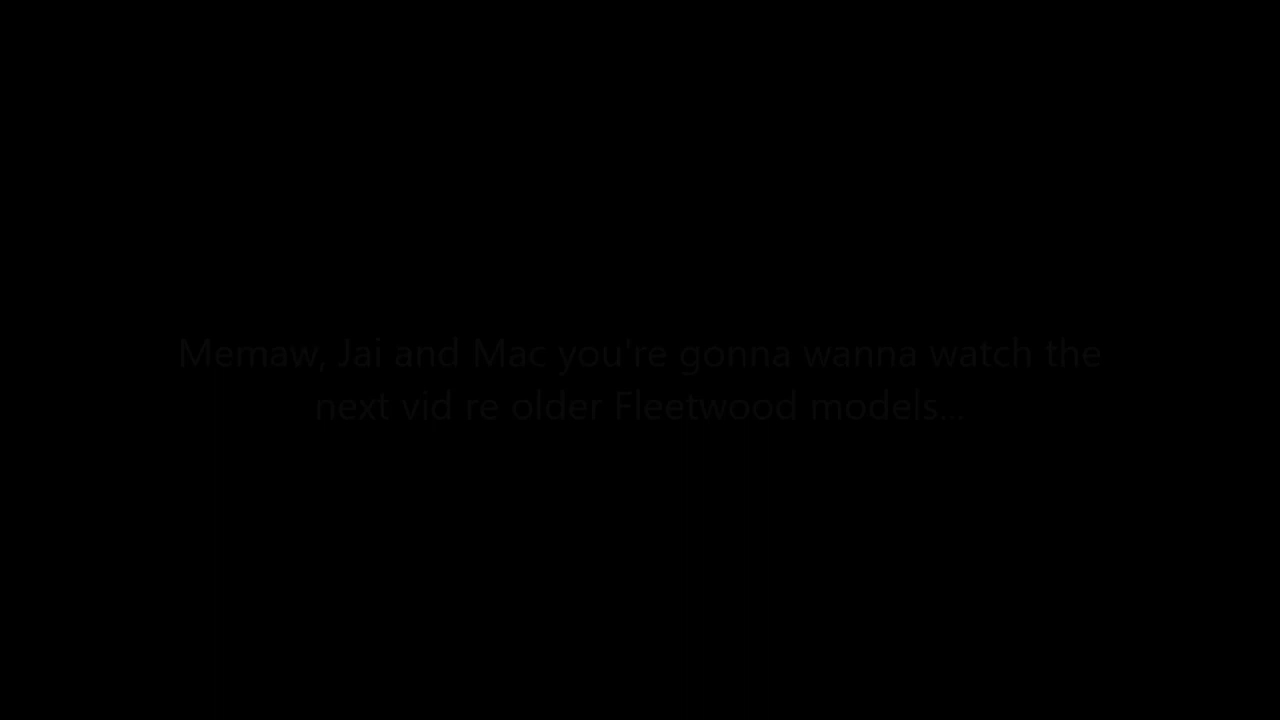 Memaw, Jai and Mac you're gonna wanna watch the
next vid re older Fleetwood models...